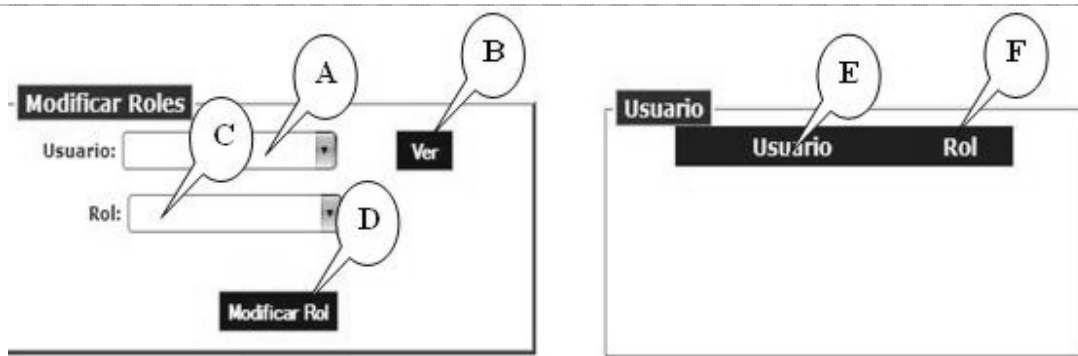 A
B
E
F
Modificar Roles
Usuario
C
Usuario:
Ver
Usuario
Rol
Rol:
D
Modificar Rol